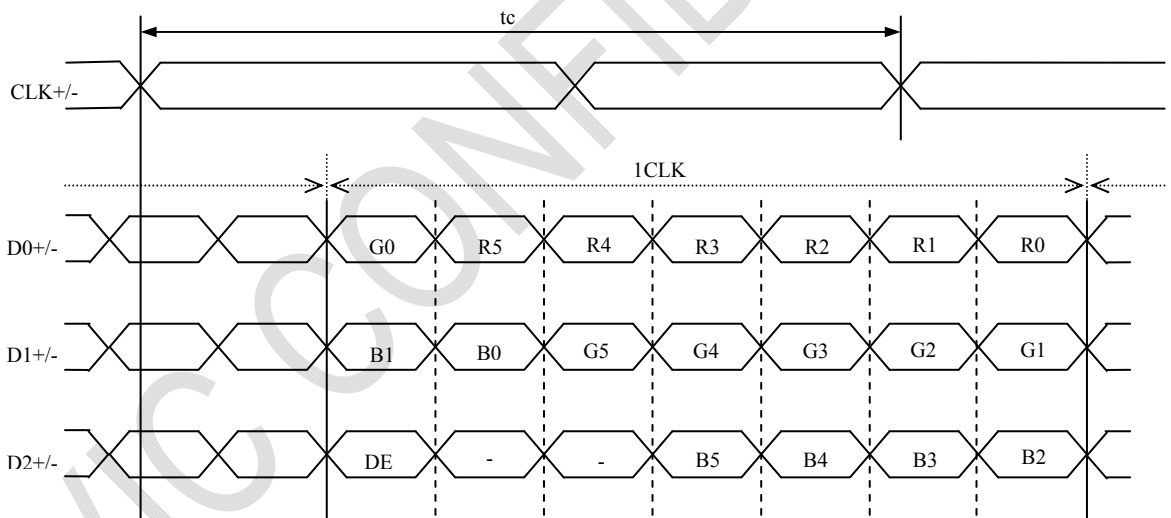 tc
CLK+/-
1CLK
D0+/- G0 R5 R4 R3 R2 R1 R0
D1+/- B1 B0 G5 G4 G3 G2 G1
D2+/- DE - - B5 B4 B3 B2